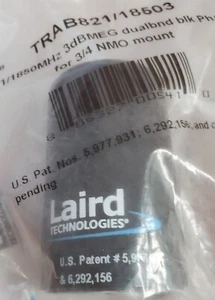 TRAB821/18503
1/1850MHz 3dBMEG dualbnd blk Ph
for 3/4 NMO mount
U.S. Pat. Nos. 5,977,931, 6,292,156, and
pending
Laird
TECHNOLOGIES®
U.S. Patent # 5,9
& 6,292,156